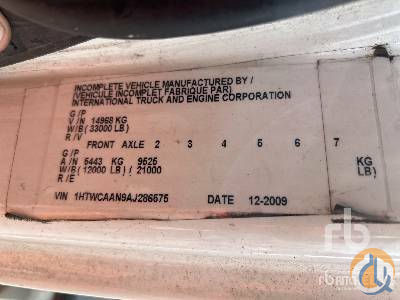 INCOMPLETE VEHICLE MANUFACTURED BY/
(VEHICULE INCOMPLET FABRIQUE PAR)
INTERNATIONAL TRUCK AND ENGINE CORPORATION
G/P
V/N 14968 KG
W/B (33000 LB)
R/V
FRONT AXLE 2 3 4 5 6 7
G/P
A/N 5443 KG 9525 KG
W/B (12000 LB) / 21000 LB)
R/E
VIN 1HTWCAAN9AJ286575 DATE 12-2009
rb
rb